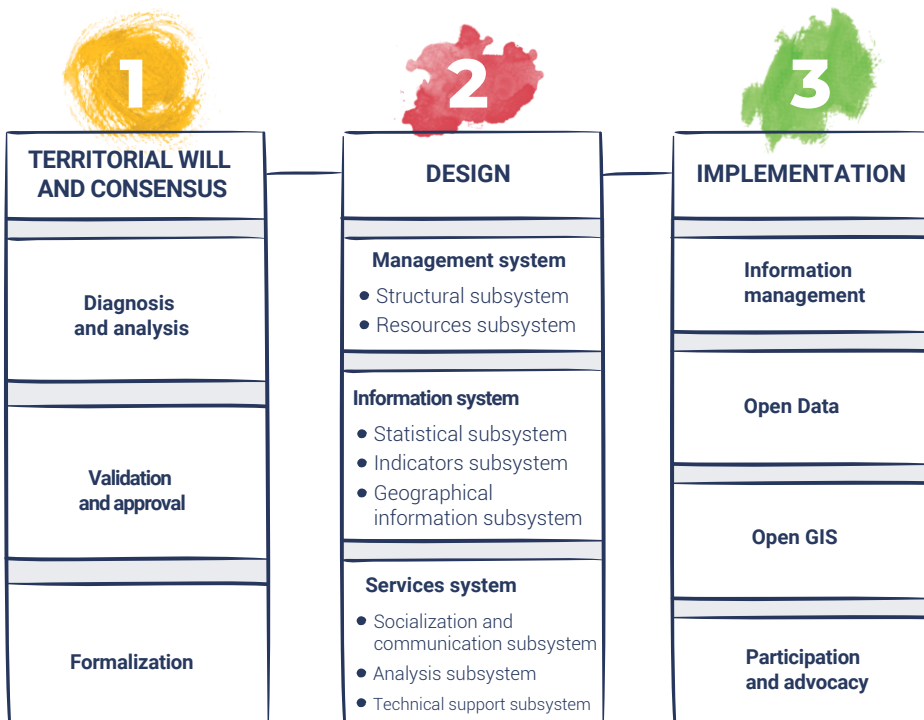 1
TERRITORIAL WILL
AND CONSENSUS
Diagnosis
and analysis
Validation
and approval
Formalization
2
DESIGN
Management system
• Structural subsystem
• Resources subsystem
Information system
• Statistical subsystem
• Indicators subsystem
• Geographical
information subsystem
Services system
• Socialization and
communication subsystem
• Analysis subsystem
• Technical support subsystem
3
IMPLEMENTATION
Information
management
Open Data
Open GIS
Participation
and advocacy